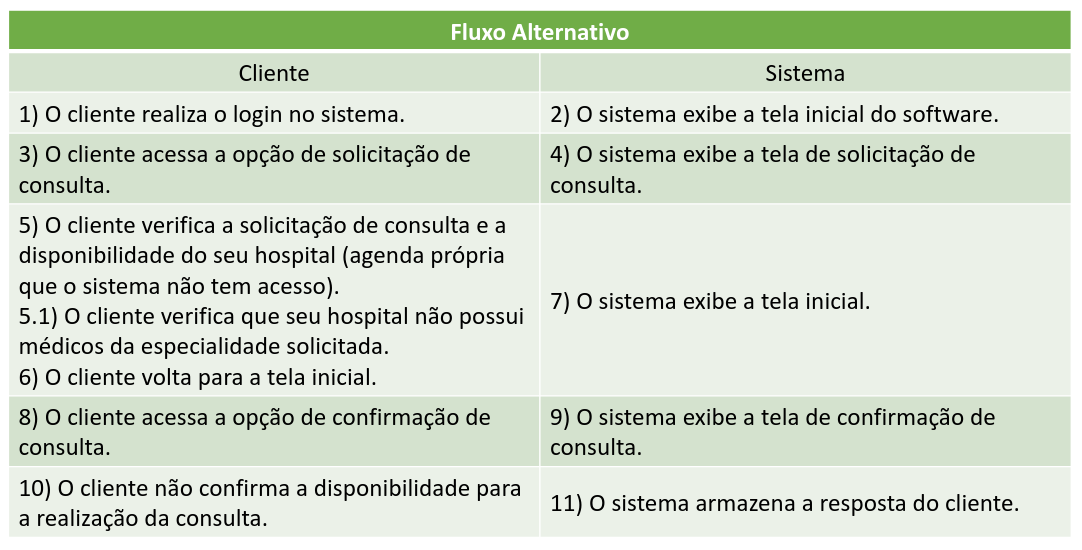 Fluxo Alternativo
Cliente
Sistema
1) O cliente realiza o login no sistema.
2) O sistema exibe a tela inicial do software.
3) O cliente acessa a opção de solicitação de
consulta.
4) O sistema exibe a tela de solicitação de
consulta.
5) O cliente verifica a solicitação de consulta e a
disponibilidade do seu hospital (agenda própria
que o sistema não tem acesso).
5.1) O cliente verifica que seu hospital não possui
médicos da especialidade solicitada.
6) O cliente volta para a tela inicial.
7) O sistema exibe a tela inicial.
8) O cliente acessa a opção de confirmação de
consulta.
9) O sistema exibe a tela de confirmação de
consulta.
10) O cliente não confirma a disponibilidade para
a realização da consulta.
11) O sistema armazena a resposta do cliente.